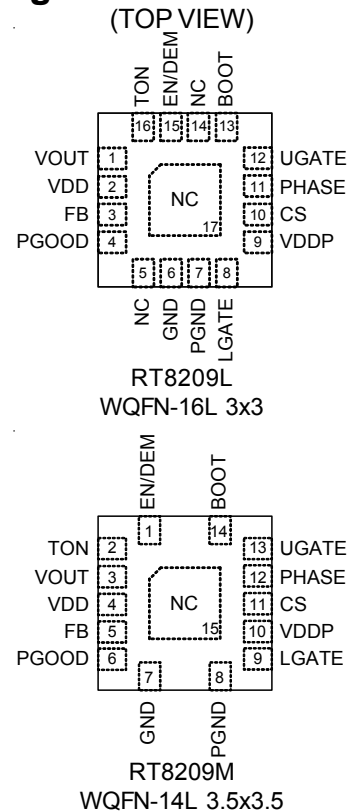 (TOP VIEW)
TON EN/DEM NC BOOT
16 15 14 13
VOUT 1 12 UGATE
VDD 2 11 PHASE
FB 3 10 CS
PGOOD 4 9 VDDP
NC
17
5 6 7 8
NC GND PGND LGATE
RT8209L
WQFN-16L 3x3
EN/DEM BOOT
1 14
TON 2 13 UGATE
VOUT 3 12 PHASE
VDD 4 11 CS
FB 5 10 VDDP
PGOOD 6 9 LGATE
NC
15
7 8
GND PGND
RT8209M
WQFN-14L 3.5x3.5